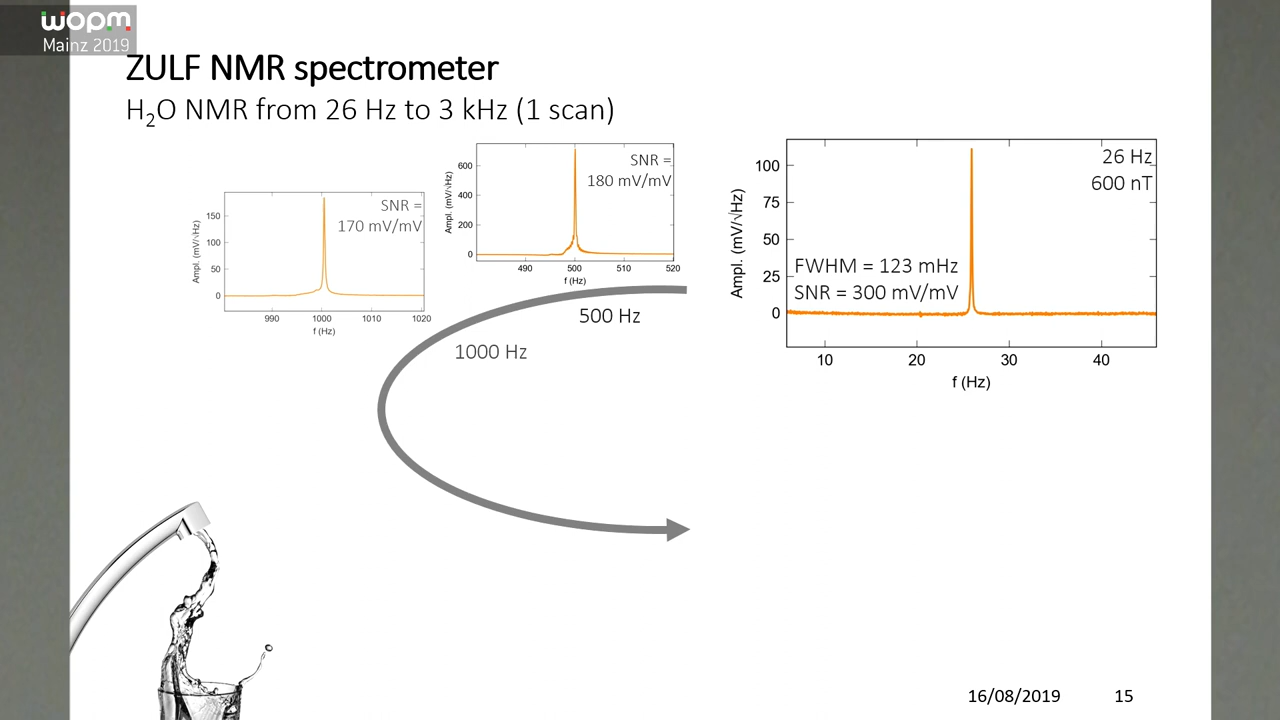 wopm
Mainz 2019
ZULF NMR spectrometer
H₂O NMR from 26 Hz to 3 kHz (1 scan)
SNR =
170 mV/mV
Ampl. (mV/√Hz)
150
100
50
0
990
1000
1010
1020
f (Hz)
SNR =
180 mV/mV
Ampl. (mV/√Hz)
600
400
200
0
490
500
510
520
f (Hz)
26 Hz
600 nT
Ampl. (mV/√Hz)
100
75
50
25
0
FWHM = 123 mHz
SNR = 300 mV/mV
10
20
30
40
f (Hz)
500 Hz
1000 Hz
16/08/2019
15